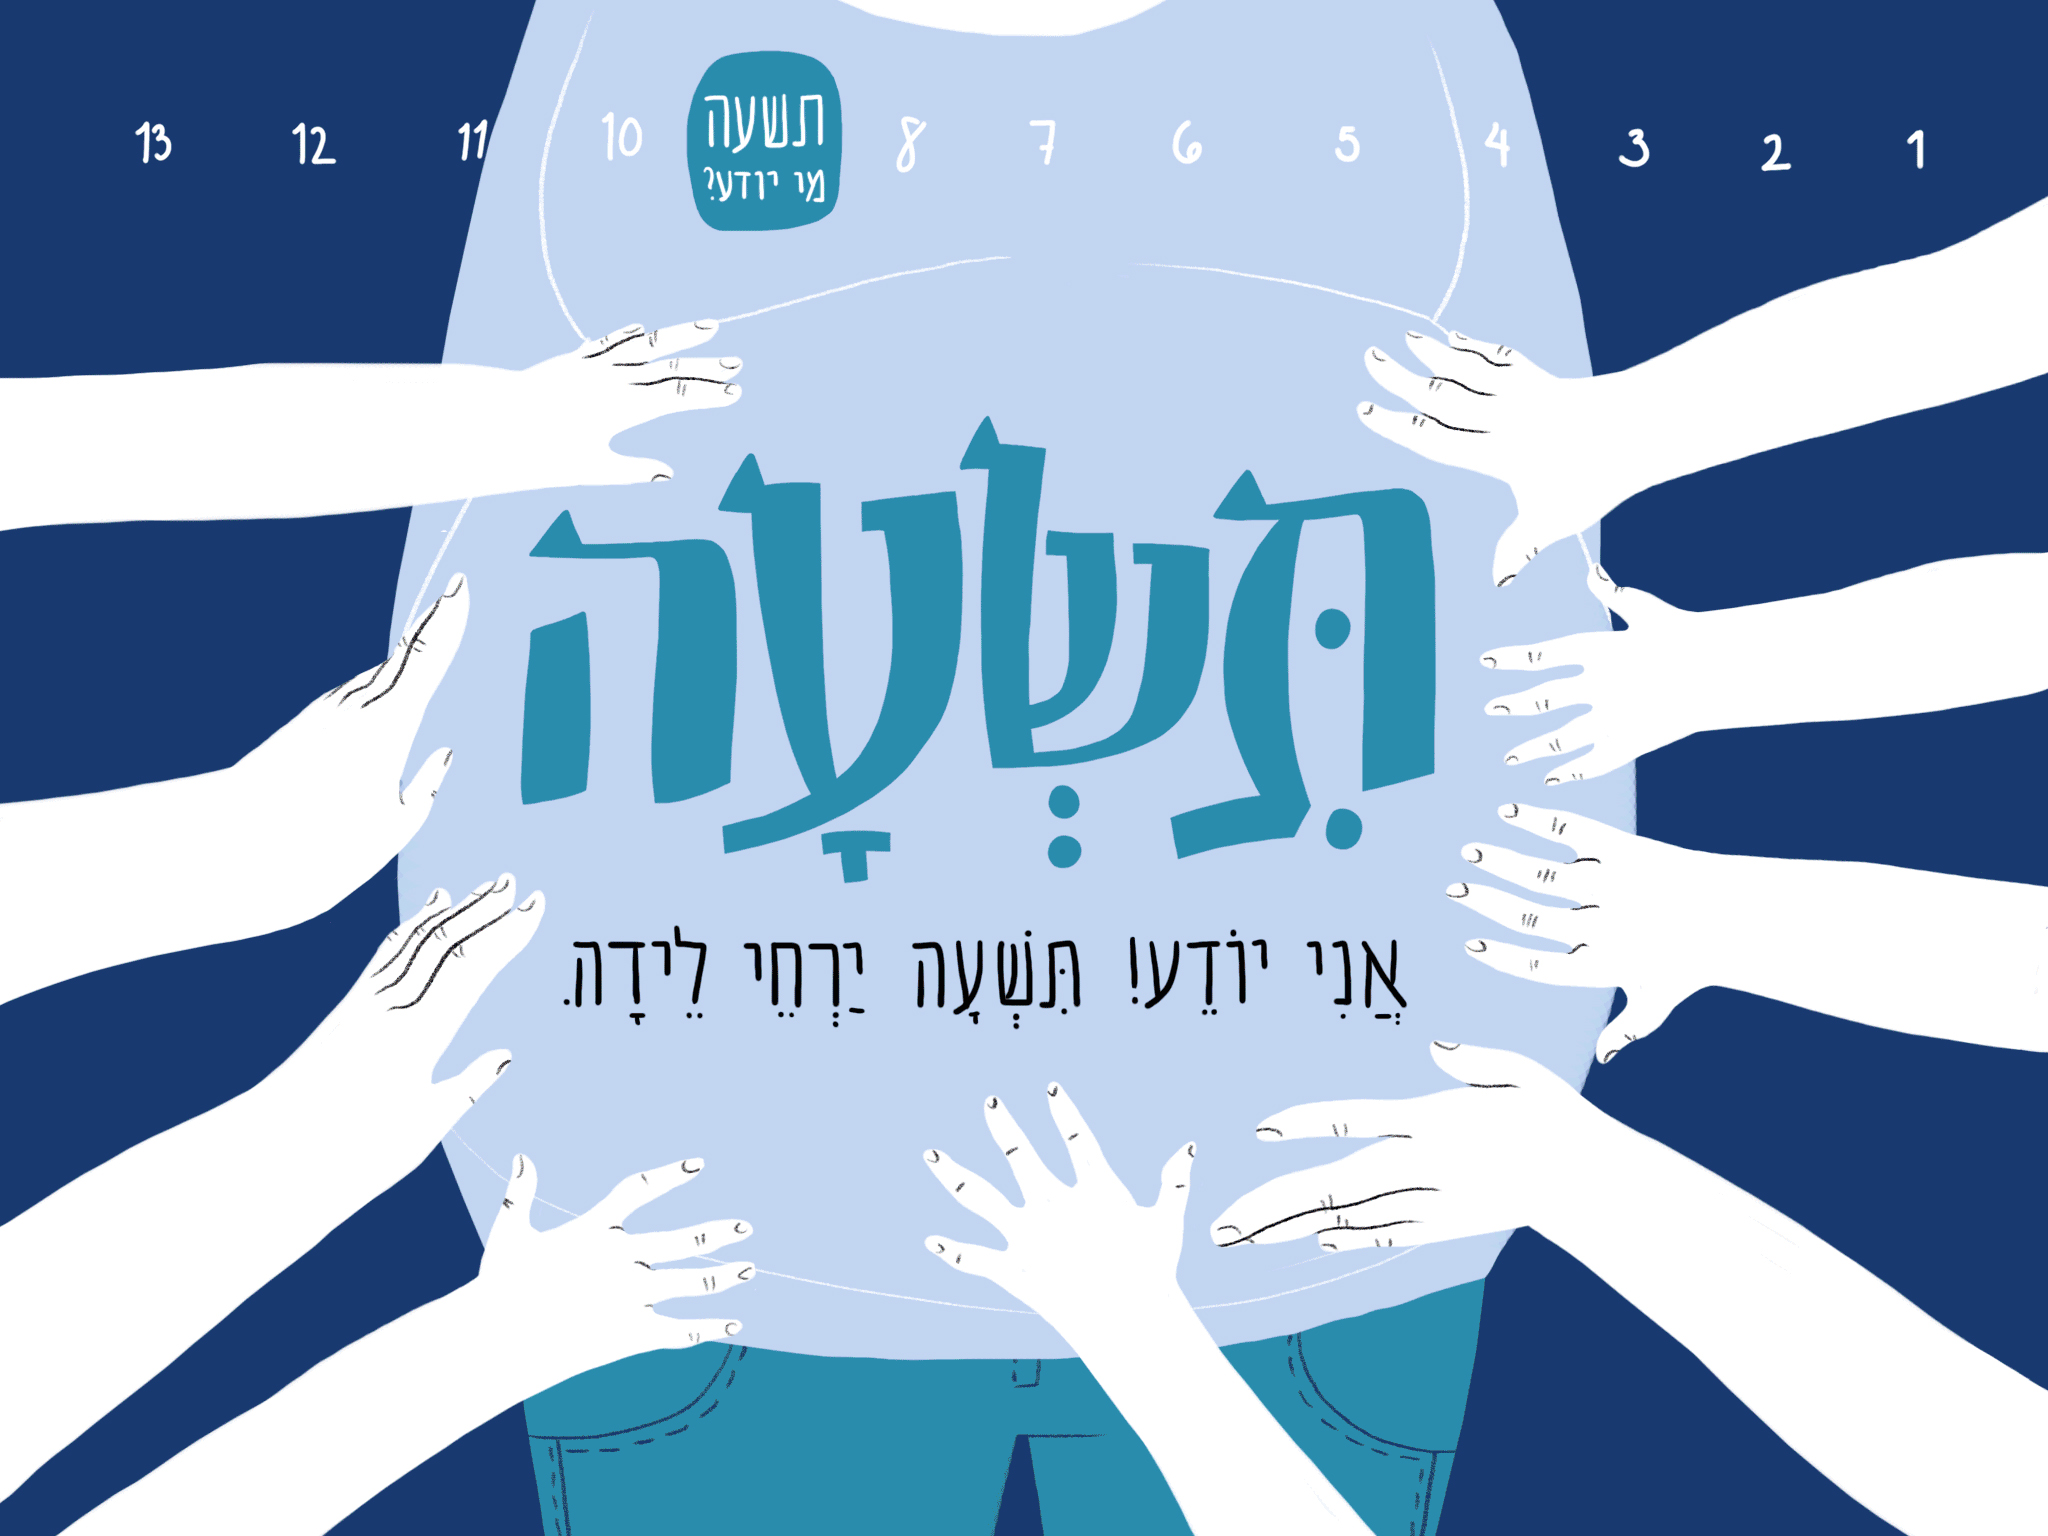 1 2 3 4 5 6 7 8 תשעה 10 11 12 13
מי יודע?
תִּשְׁעָה
אֲנִי יוֹדֵעַ! תִּשְׁעָה יַרְחֵי לֵידָה.